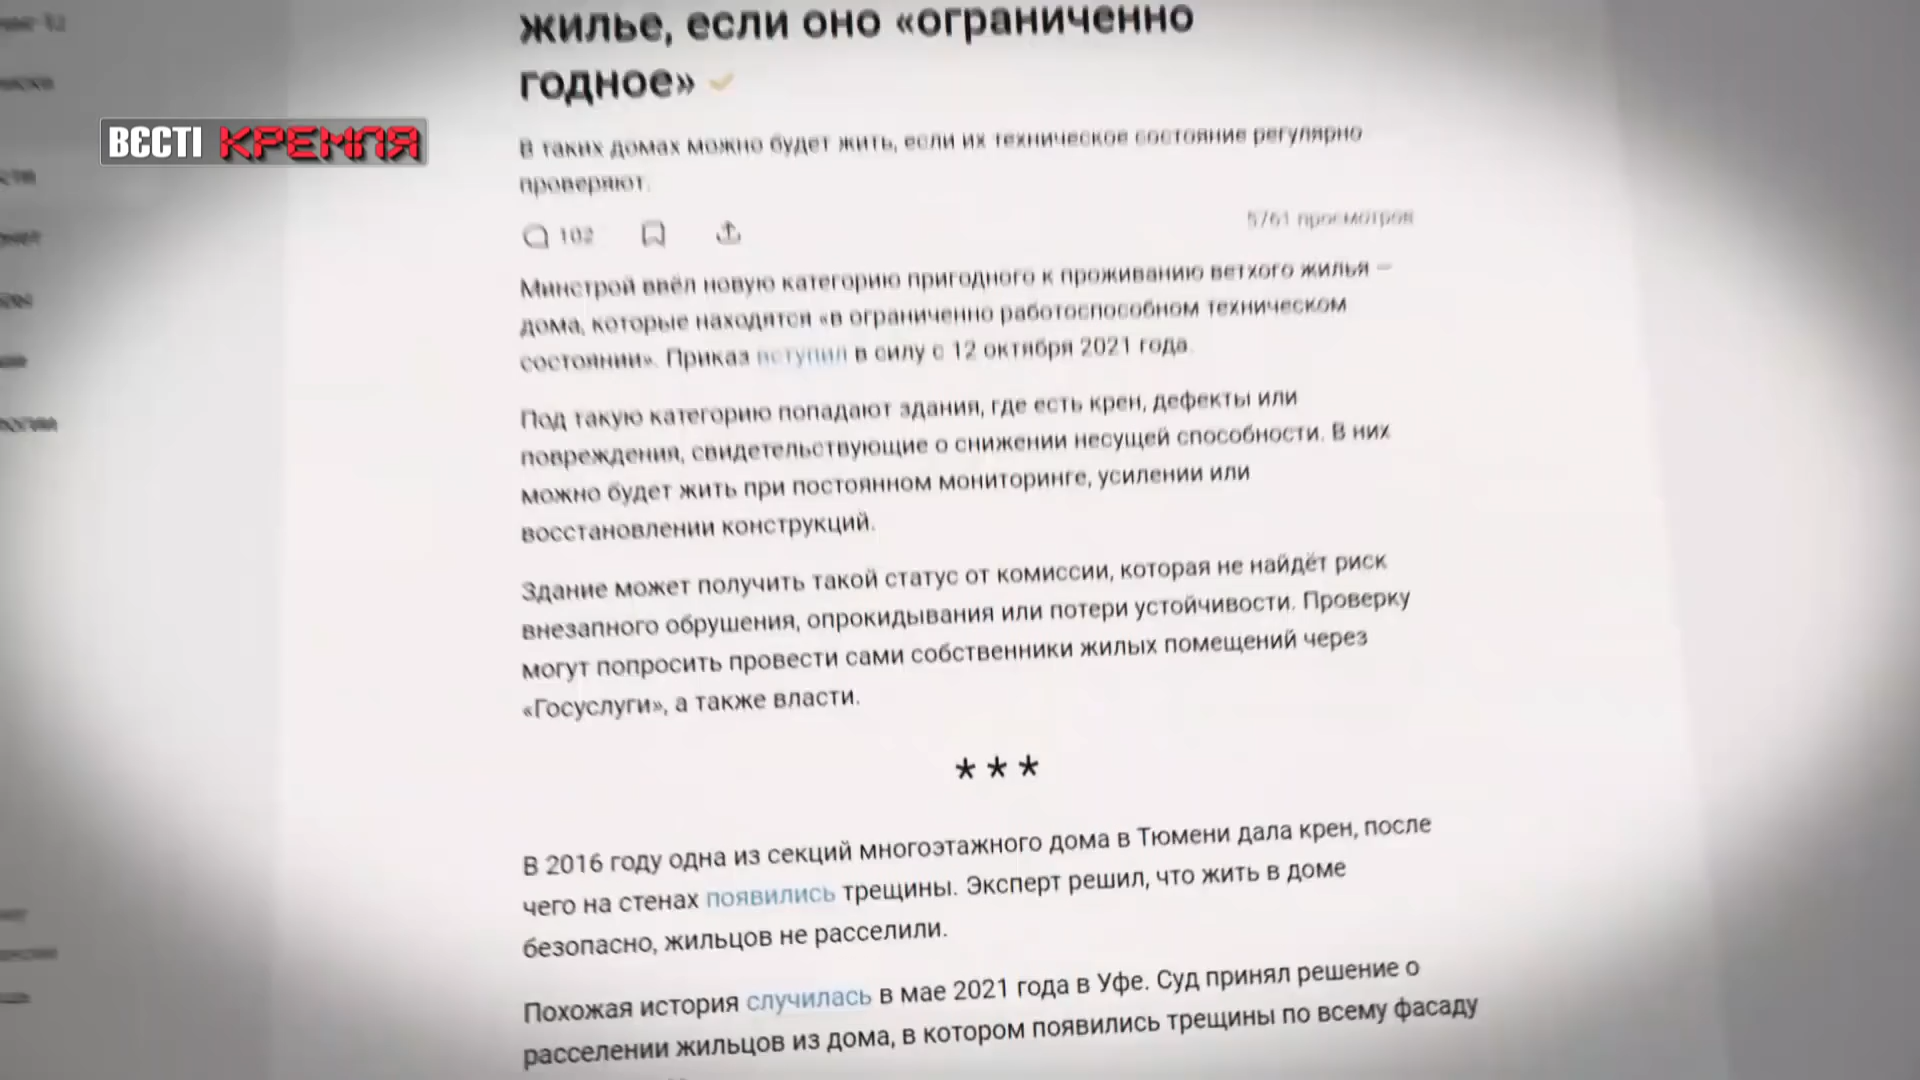 жилье, если оно «ограниченно
годное»
ВЄСТІ КРЕМЛЯ
В таких домах можно будет жить, если их техническое состояние регулярно
проверяют.
102
5761 просмотров
Минстрой ввёл новую категорию пригодного к проживанию ветхого жилья –
дома, которые находятся «в ограниченно работоспособном техническом
состоянии». Приказ вступил в силу с 12 октября 2021 года.
Под такую категорию попадают здания, где есть крен, дефекты или
повреждения, свидетельствующие о снижении несущей способности. В них
можно будет жить при постоянном мониторинге, усилении или
восстановлении конструкций.
Здание может получить такой статус от комиссии, которая не найдёт риск
внезапного обрушения, опрокидывания или потери устойчивости. Проверку
могут попросить провести сами собственники жилых помещений через
«Госуслуги», а также власти.
***
В 2016 году одна из секций многоэтажного дома в Тюмени дала крен, после
чего на стенах появились трещины. Эксперт решил, что жить в доме
безопасно, жильцов не расселили.
Похожая история случилась в мае 2021 года в Уфе. Суд принял решение о
расселении жильцов из дома, в котором появились трещины по всему фасаду